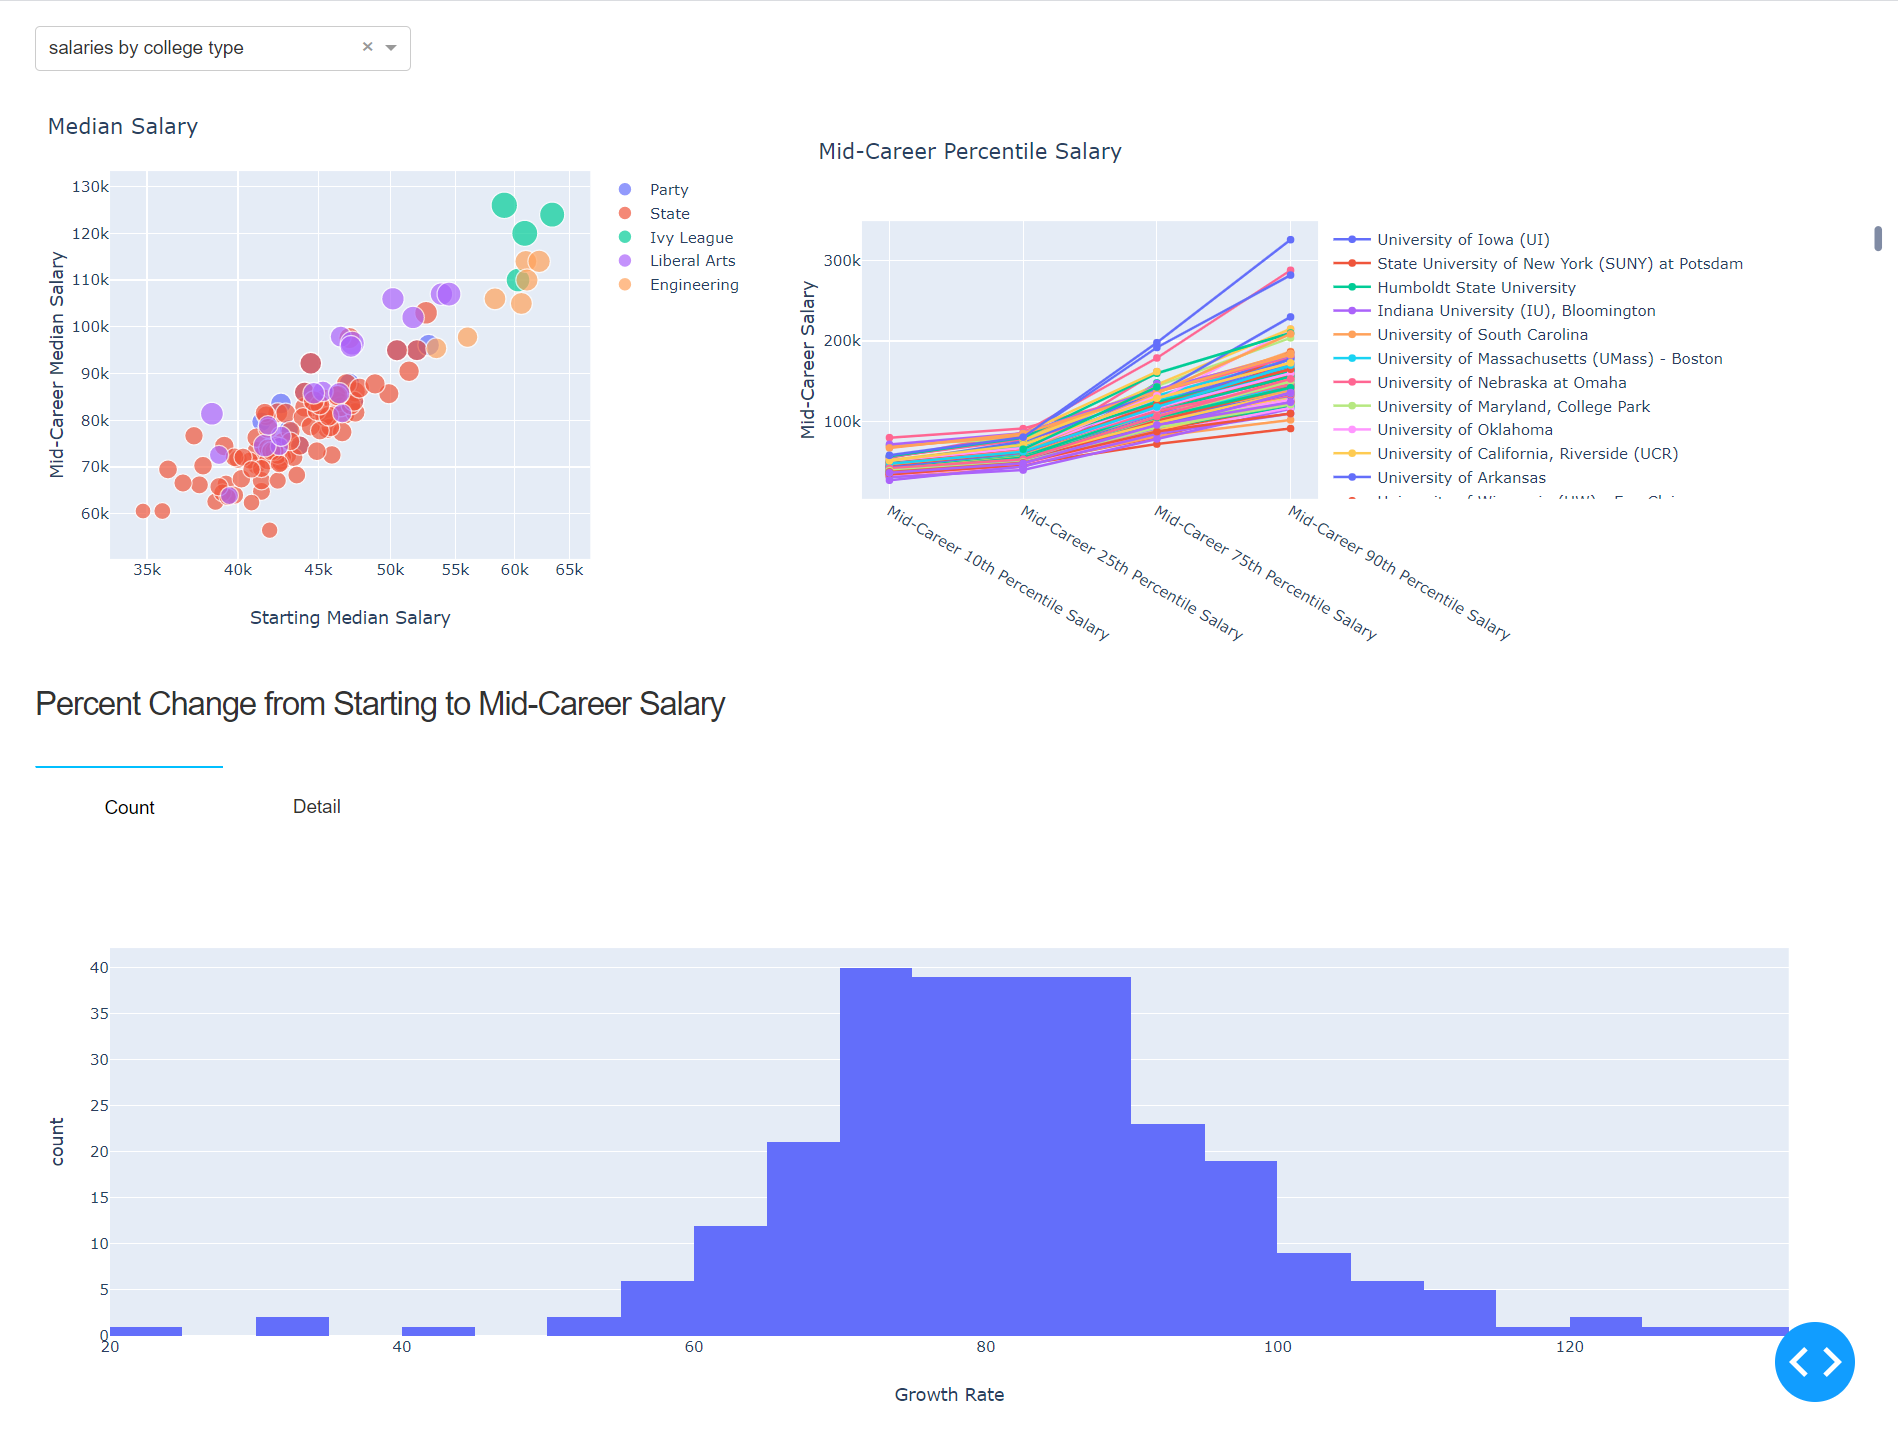 salaries by college type
Median Salary
130k
120k
110k
100k
90k
80k
70k
60k
Mid-Career Median Salary
35k
40k
45k
50k
55k
60k
65k
Starting Median Salary
Party
State
Ivy League
Liberal Arts
Engineering
Mid-Career Percentile Salary
300k
200k
100k
Mid-Career Salary
Mid-Career 10th Percentile Salary
Mid-Career 25th Percentile Salary
Mid-Career 75th Percentile Salary
Mid-Career 90th Percentile Salary
University of Iowa (UI)
State University of New York (SUNY) at Potsdam
Humboldt State University
Indiana University (IU), Bloomington
University of South Carolina
University of Massachusetts (UMass) - Boston
University of Nebraska at Omaha
University of Maryland, College Park
University of Oklahoma
University of California, Riverside (UCR)
University of Arkansas
Percent Change from Starting to Mid-Career Salary
Count
Detail
40
35
30
25
20
15
10
5
0
count
20
40
60
80
100
120
Growth Rate